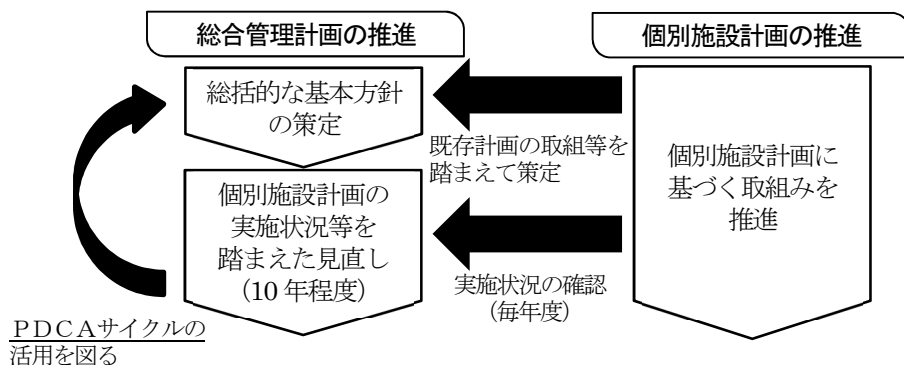 総合管理計画の推進
個別施設計画の推進
総括的な基本方針
の策定
既存計画の取組等を
踏まえて策定
個別施設計画に
基づく取組みを
推進
個別施設計画の
実施状況等を
踏まえた見直し
（10 年程度）
実施状況の確認
（毎年度）
ＰＤＣＡサイクルの
活用を図る